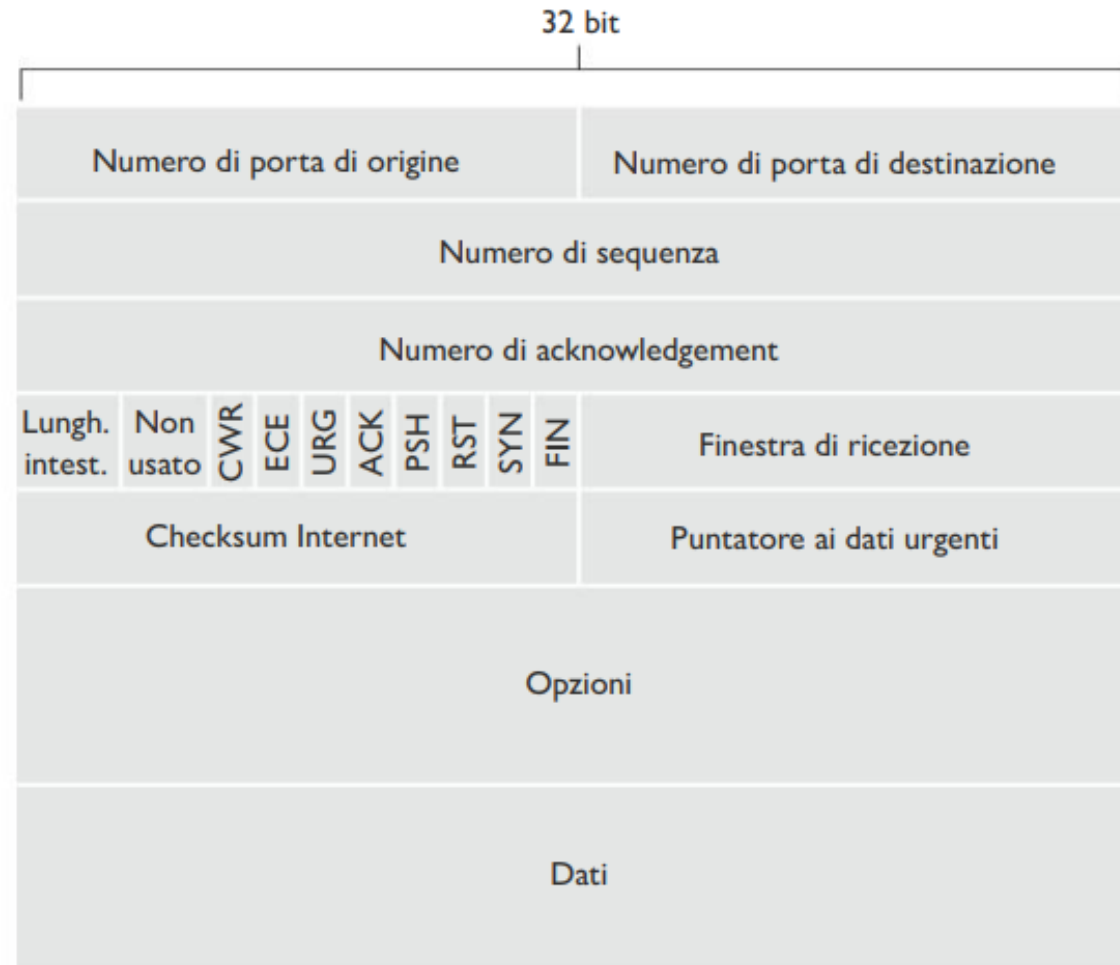 32 bit
Numero di porta di origine
Numero di porta di destinazione
Numero di sequenza
Numero di acknowledgement
Lungh.
intest.
Non
usato
CWR
ECE
URG
ACK
PSH
RST
SYN
FIN
Finestra di ricezione
Checksum Internet
Puntatore ai dati urgenti
Opzioni
Dati